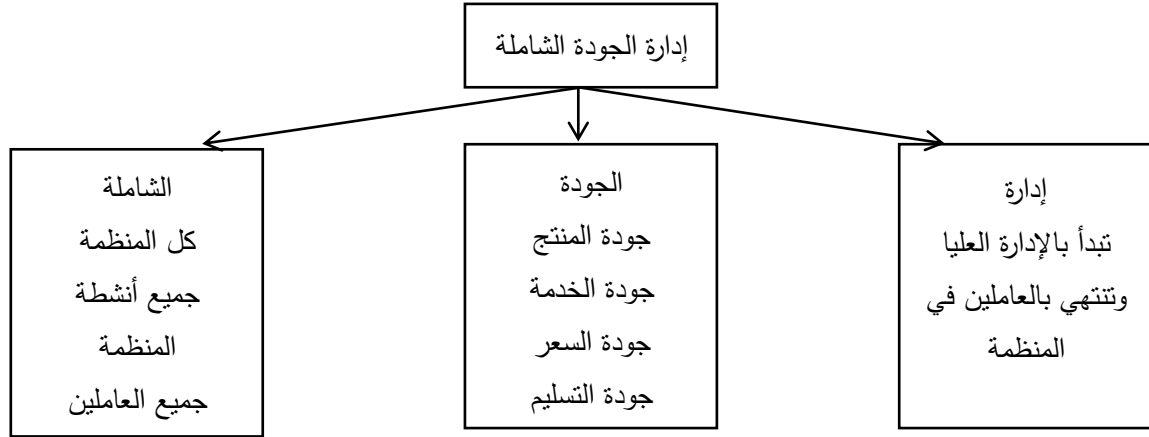 إدارة الجودة الشاملة
إدارة
تبدأ بالإدارة العليا
وتنتهي بالعاملين في
المنظمة
الجودة
جودة المنتج
جودة الخدمة
جودة السعر
جودة التسليم
الشاملة
كل المنظمة
جميع أنشطة
المنظمة
جميع العاملين